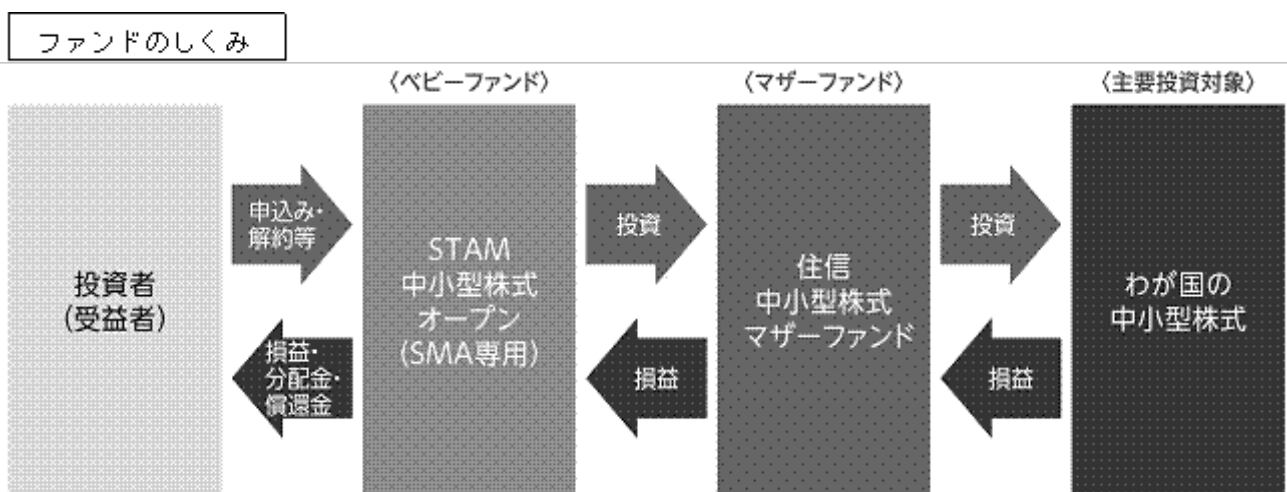 ファンドのしくみ
〈ベビーファンド〉
〈マザーファンド〉
〈主要投資対象〉
投資者
(受益者)
申込み・
解約等
損益・
分配金・
償還金
STAM
中小型株式
オープン
(SMA専用)
投資
損益
住信
中小型株式
マザーファンド
投資
損益
わが国の
中小型株式